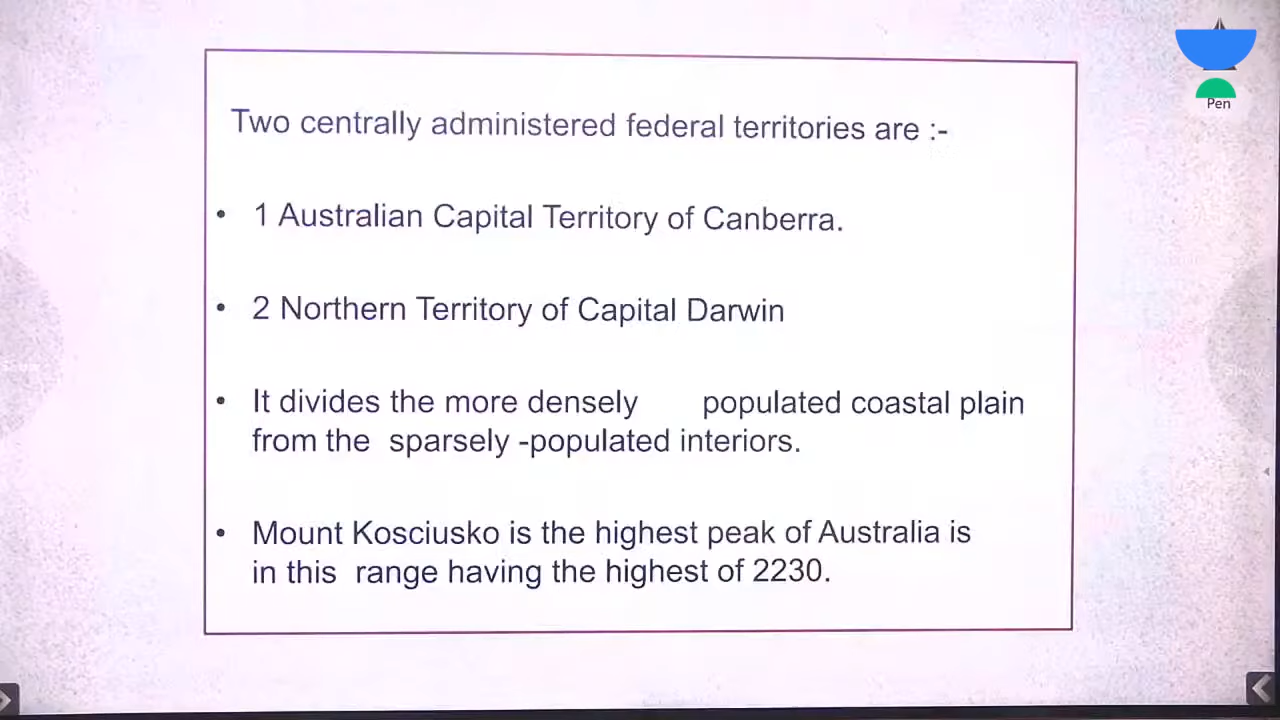 Pen
Two centrally administered federal territories are :-
• 1 Australian Capital Territory of Canberra.
• 2 Northern Territory of Capital Darwin
• It divides the more densely populated coastal plain
from the sparsely -populated interiors.
• Mount Kosciusko is the highest peak of Australia is
in this range having the highest of 2230.